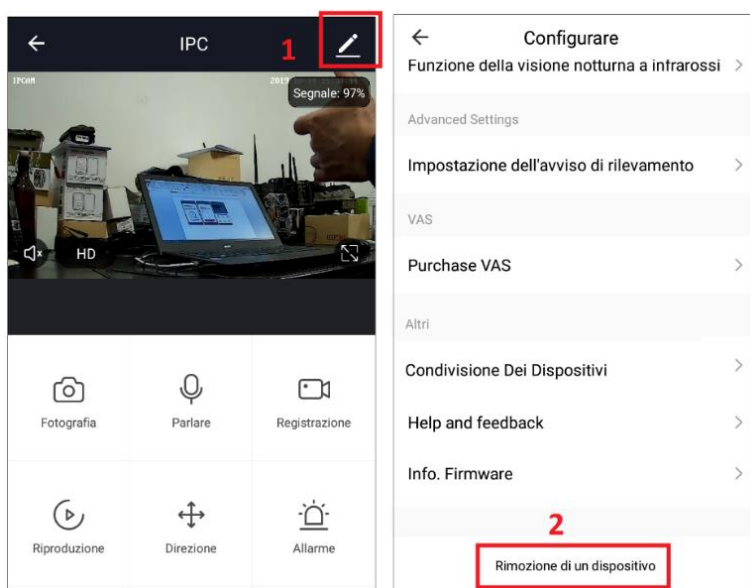 IPC
1
IPCAM
Segnale: 97%
HD
Fotografia
Parlare
Registrazione
Riproduzione
Direzione
Allarme
Configurare
Funzione della visione notturna a infrarossi
Advanced Settings
Impostazione dell'avviso di rilevamento
VAS
Purchase VAS
Altri
Condivisione Dei Dispositivi
Help and feedback
Info. Firmware
2
Rimozione di un dispositivo